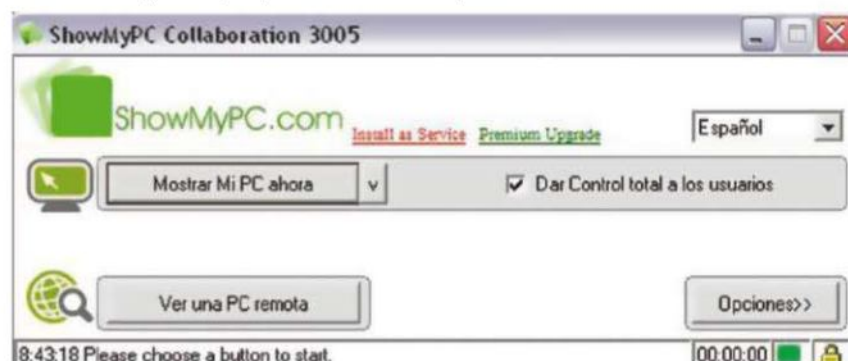 ShowMyPC Collaboration 3005
ShowMyPC.com Install as Service Premium Upgrade Español
Mostrar Mi PC ahora v Dar Control total a los usuarios
Ver una PC remota Opciones>>
8:43:18 Please choose a button to start. 00:00:00